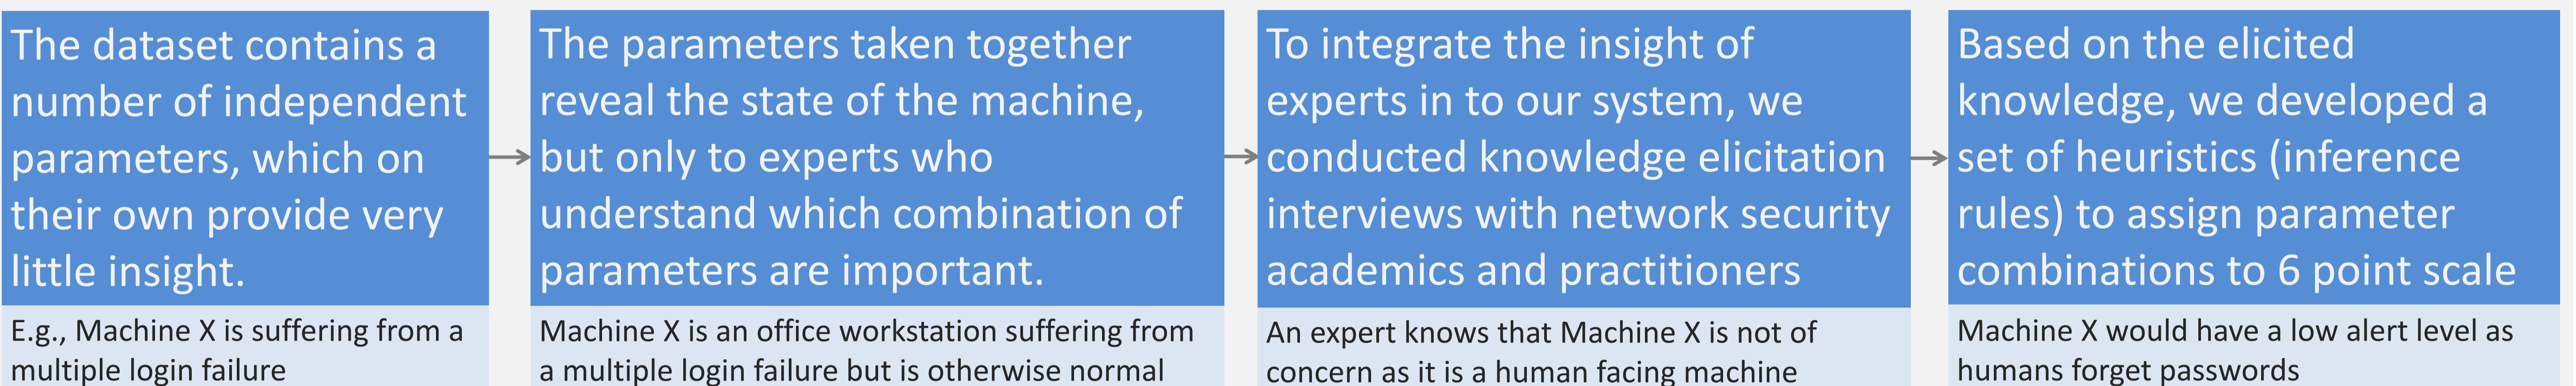 The dataset contains a
number of independent
parameters, which on
their own provide very
little insight.
E.g., Machine X is suffering from a
multiple login failure
The parameters taken together
reveal the state of the machine,
but only to experts who
understand which combination of
parameters are important.
Machine X is an office workstation suffering from
a multiple login failure but is otherwise normal
To integrate the insight of
experts in to our system, we
conducted knowledge elicitation
interviews with network security
academics and practitioners
An expert knows that Machine X is not of
concern as it is a human facing machine
Based on the elicited
knowledge, we developed a
set of heuristics (inference
rules) to assign parameter
combinations to 6 point scale
Machine X would have a low alert level as
humans forget passwords